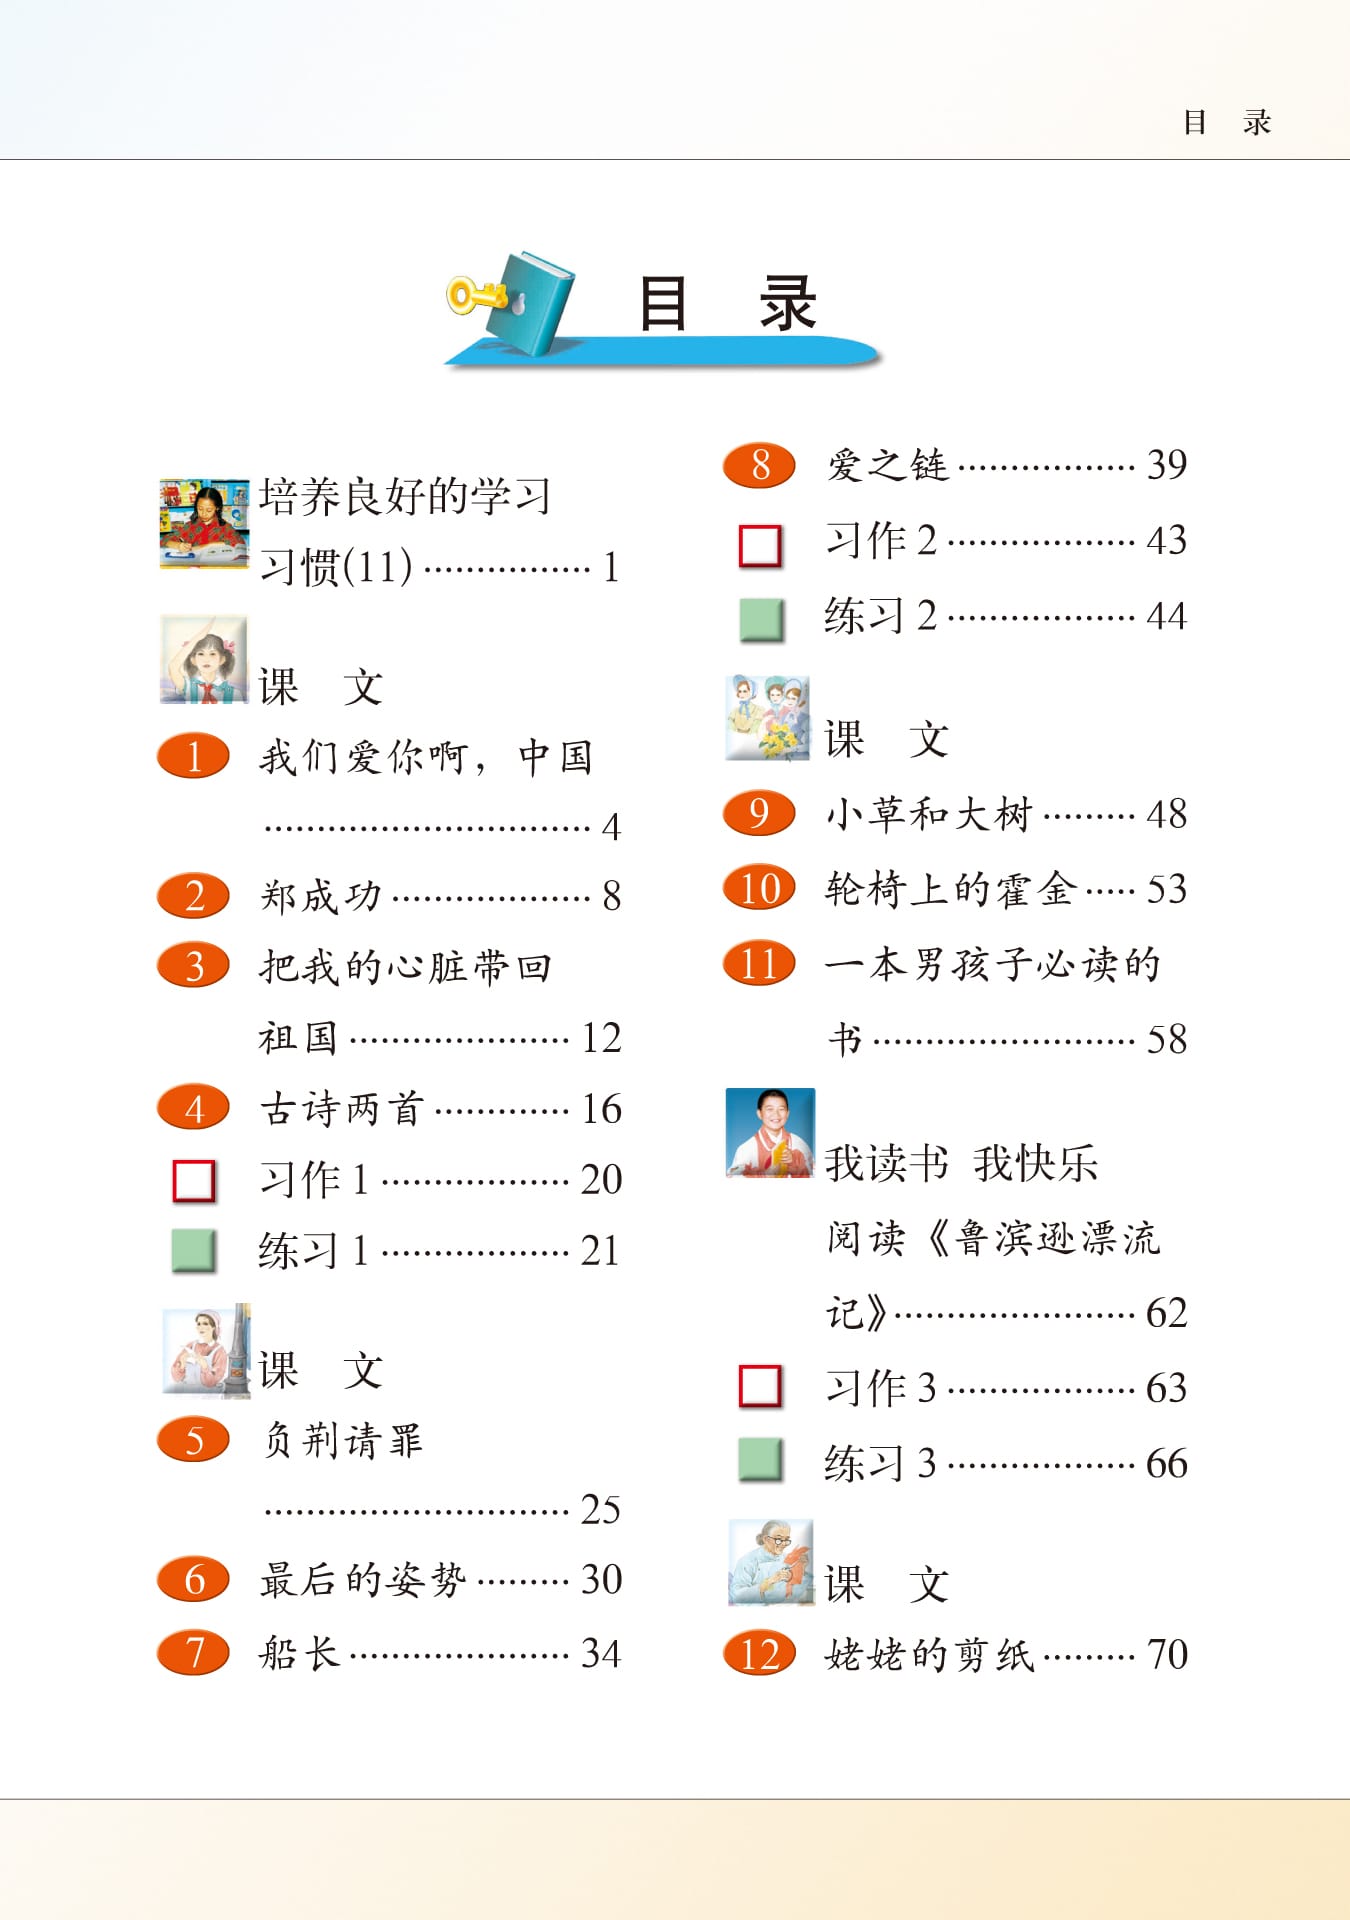 目 录
目 录
培养良好的学习
习惯(11) ················ 1
课 文
1 我们爱你啊，中国
······························· 4
2 郑成功 ··················· 8
3 把我的心脏带回
祖国 ····················· 12
4 古诗两首 ············· 16
习作 1 ·················· 20
练习 1 ·················· 21
课 文
5 负荆请罪
····························· 25
6 最后的姿势 ········· 30
7 船长 ····················· 34
8 爱之链 ················· 39
习作 2 ·················· 43
练习 2 ·················· 44
课 文
9 小草和大树 ········· 48
10 轮椅上的霍金 ····· 53
11 一本男孩子必读的
书 ························· 58
我读书 我快乐
阅读《鲁滨逊漂流
记》······················· 62
习作 3 ·················· 63
练习 3 ·················· 66
课 文
12 姥姥的剪纸 ········· 70